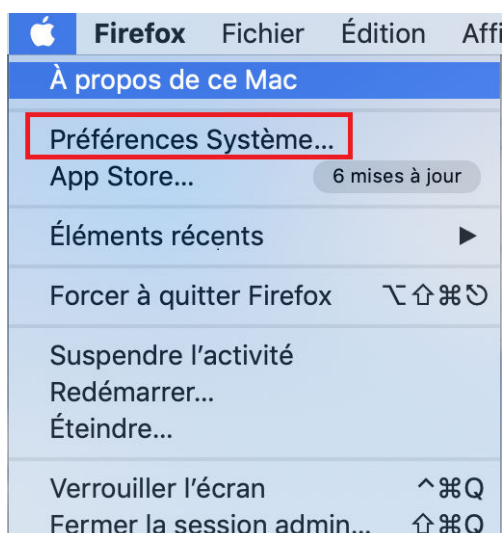 Firefox Fichier Édition Affi
À propos de ce Mac
Préférences Système...
App Store... 6 mises à jour
Éléments récents ▶
Forcer à quitter Firefox ⌥⇧⌘⎋
Suspendre l'activité
Redémarrer...
Éteindre...
Verrouiller l'écran ^⌘Q
Fermer la session admin... ⇧⌘Q